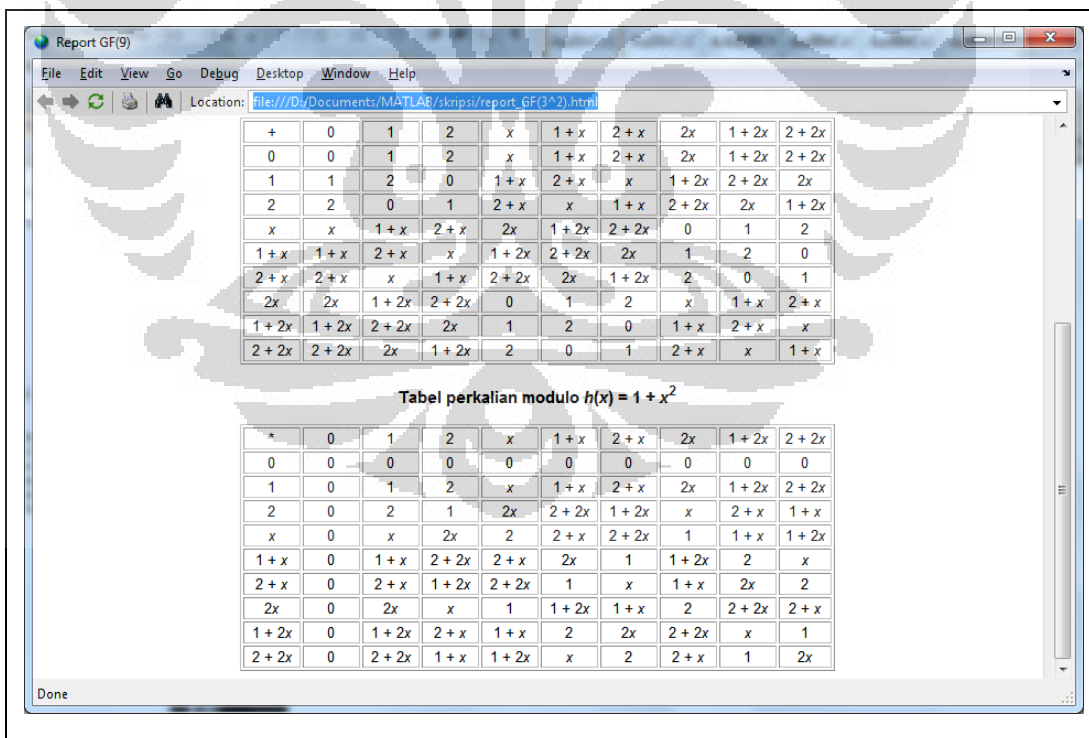 Report GF(9)
File Edit View Go Debug Desktop Window Help
Location: file:///D:/Documents/MATLAB/skripsi/report_GF(3^2).html
+ 0 1 2 x 1 + x 2 + x 2x 1 + 2x 2 + 2x
0 0 1 2 x 1 + x 2 + x 2x 1 + 2x 2 + 2x
1 1 2 0 1 + x 2 + x x 1 + 2x 2 + 2x 2x
2 2 0 1 2 + x x 1 + x 2 + 2x 2x 1 + 2x
x x 1 + x 2 + x 2x 1 + 2x 2 + 2x 0 1 2
1 + x 1 + x 2 + x x 1 + 2x 2 + 2x 2x 1 2 0
2 + x 2 + x x 1 + x 2 + 2x 2x 1 + 2x 2 0 1
2x 2x 1 + 2x 2 + 2x 0 1 2 x 1 + x 2 + x
1 + 2x 1 + 2x 2 + 2x 2x 1 2 0 1 + x 2 + x x
2 + 2x 2 + 2x 2x 1 + 2x 2 0 1 2 + x x 1 + x
Tabel perkalian modulo h(x) = 1 + x²
* 0 1 2 x 1 + x 2 + x 2x 1 + 2x 2 + 2x
0 0 0 0 0 0 0 0 0 0
1 0 1 2 x 1 + x 2 + x 2x 1 + 2x 2 + 2x
2 0 2 1 2x 2 + 2x 1 + 2x x 2 + x 1 + x
x 0 x 2x 2 2 + x 2 + 2x 1 1 + x 1 + 2x
1 + x 0 1 + x 2 + 2x 2 + x 2x 1 1 + 2x 2 x
2 + x 0 2 + x 1 + 2x 2 + 2x 1 x 1 + x 2x 2
2x 0 2x x 1 1 + 2x 1 + x 2 2 + 2x 2 + x
1 + 2x 0 1 + 2x 2 + x 1 + x 2 2x 2 + 2x x 1
2 + 2x 0 2 + 2x 1 + x 1 + 2x x 2 2 + x 1 2x
Done